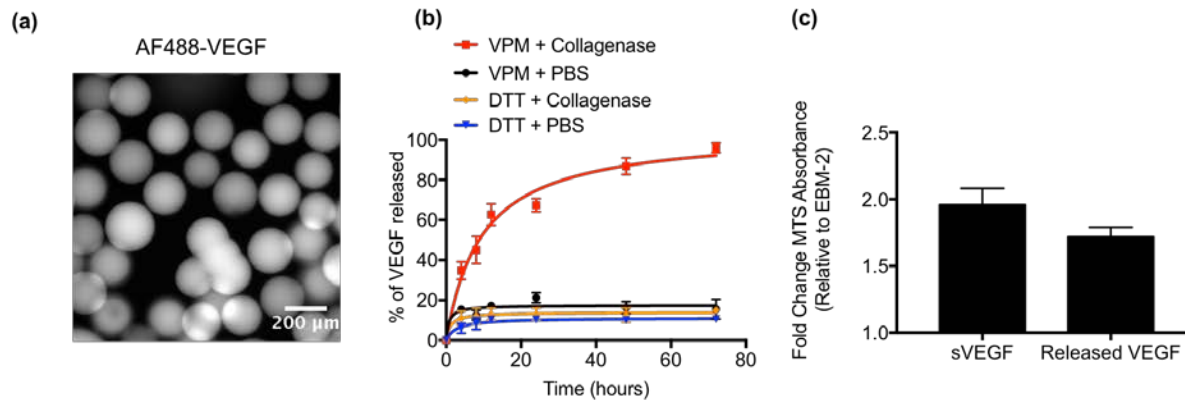 (a)
AF488-VEGF
200 µm
(b)
VPM + Collagenase
VPM + PBS
DTT + Collagenase
DTT + PBS
% of VEGF released
100
80
60
40
20
0
0
20
40
60
80
Time (hours)
(c)
Fold Change MTS Absorbance
(Relative to EBM-2)
2.5
2.0
1.5
1.0
sVEGF
Released VEGF